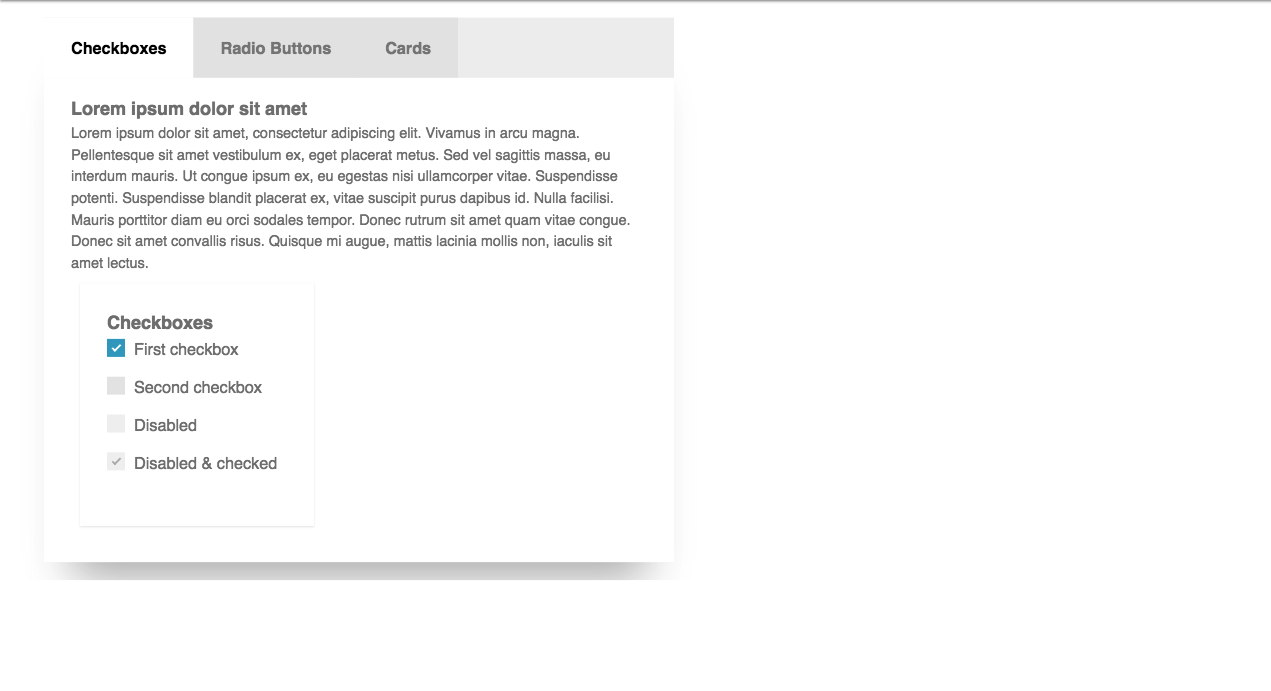 Checkboxes Radio Buttons Cards
Lorem ipsum dolor sit amet
Lorem ipsum dolor sit amet, consectetur adipiscing elit. Vivamus in arcu magna.
Pellentesque sit amet vestibulum ex, eget placerat metus. Sed vel sagittis massa, eu
interdum mauris. Ut congue ipsum ex, eu egestas nisi ullamcorper vitae. Suspendisse
potenti. Suspendisse blandit placerat ex, vitae suscipit purus dapibus id. Nulla facilisi.
Mauris porttitor diam eu orci sodales tempor. Donec rutrum sit amet quam vitae congue.
Donec sit amet convallis risus. Quisque mi augue, mattis lacinia mollis non, iaculis sit
amet lectus.
Checkboxes
First checkbox
Second checkbox
Disabled
Disabled & checked